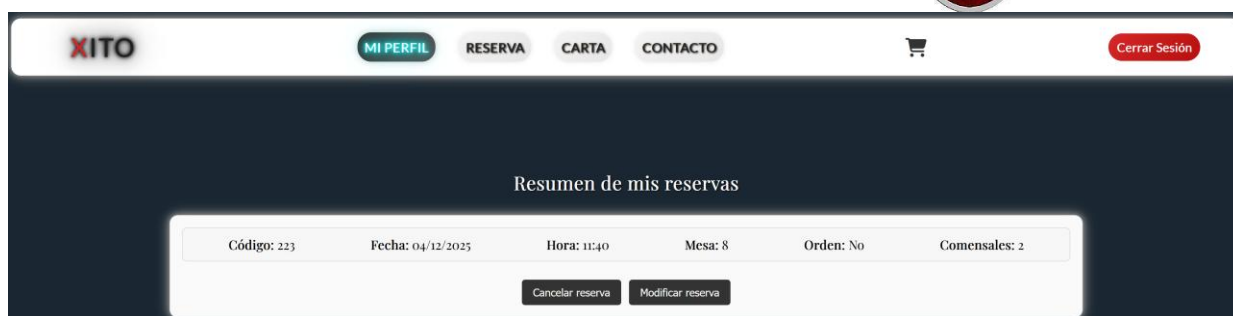 XITO MI PERFIL RESERVA CARTA CONTACTO Cerrar Sesión
Resumen de mis reservas
Código: 223 Fecha: 04/12/2025 Hora: 11:40 Mesa: 8 Orden: No Comensales: 2
Cancelar reserva Modificar reserva